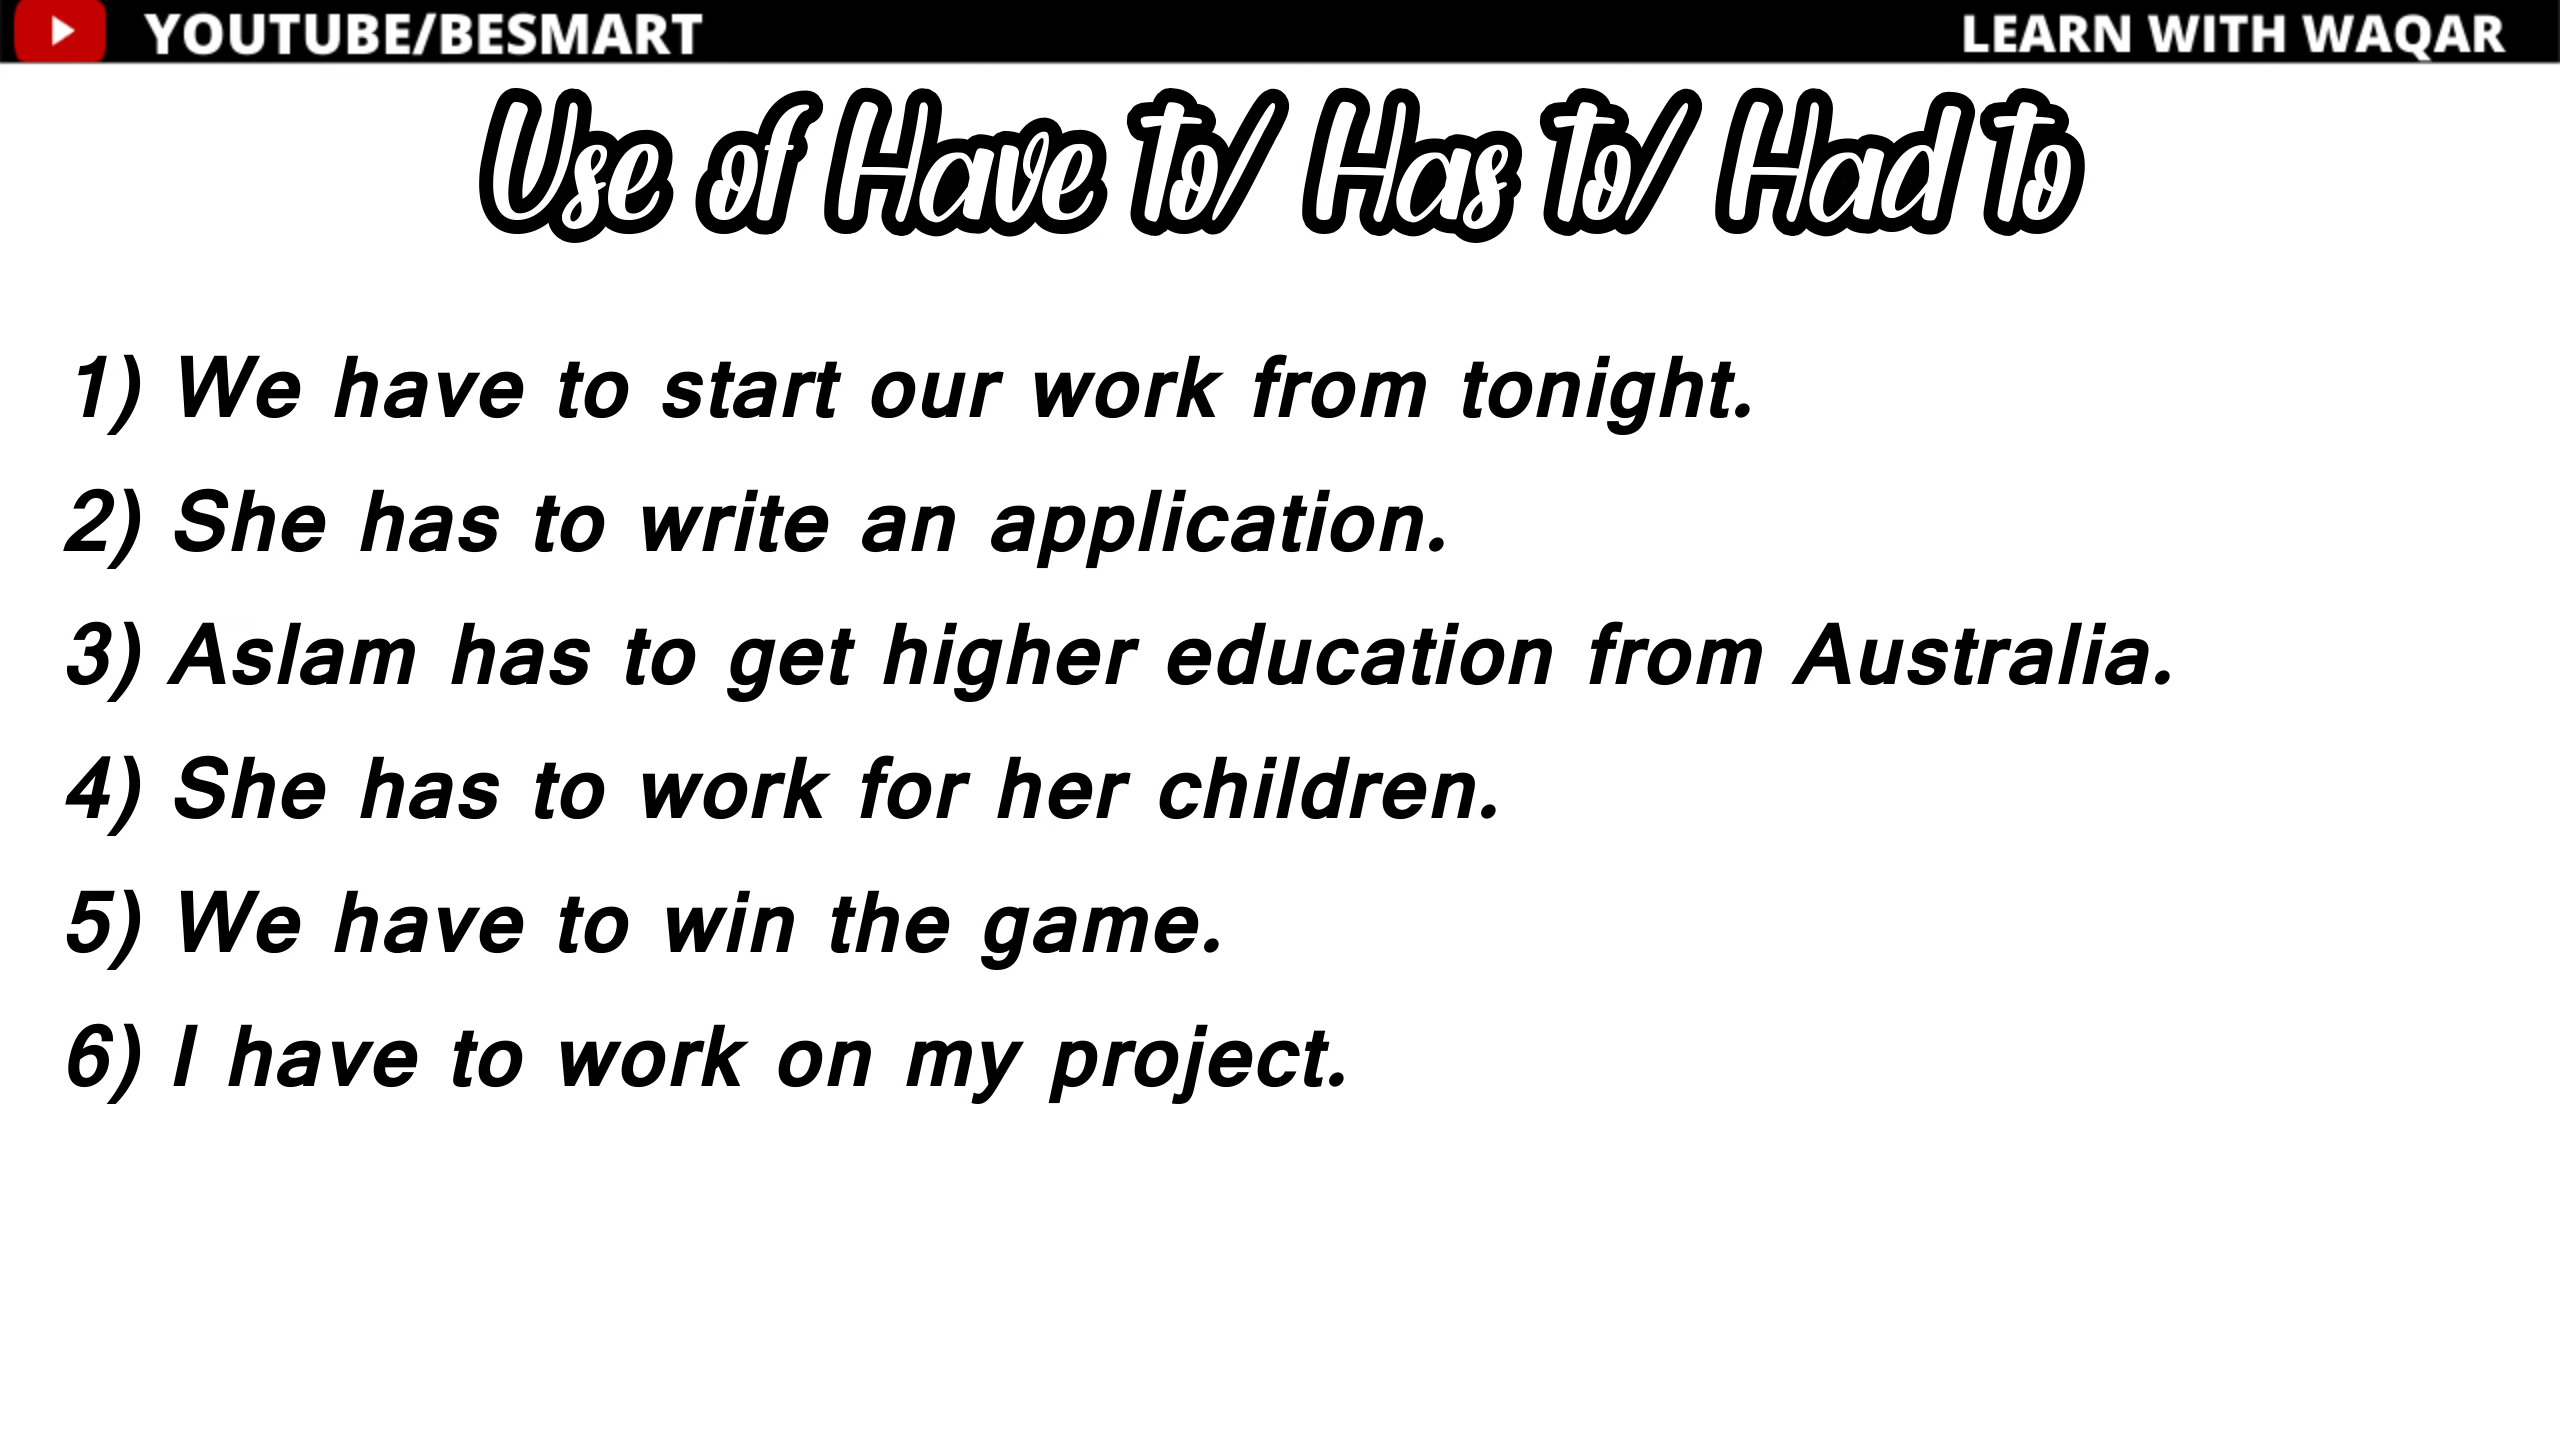 YOUTUBE/BESMART
LEARN WITH WAQAR
Use of Have to/ Has to/ Had to
1) We have to start our work from tonight.
2) She has to write an application.
3) Aslam has to get higher education from Australia.
4) She has to work for her children.
5) We have to win the game.
6) I have to work on my project.